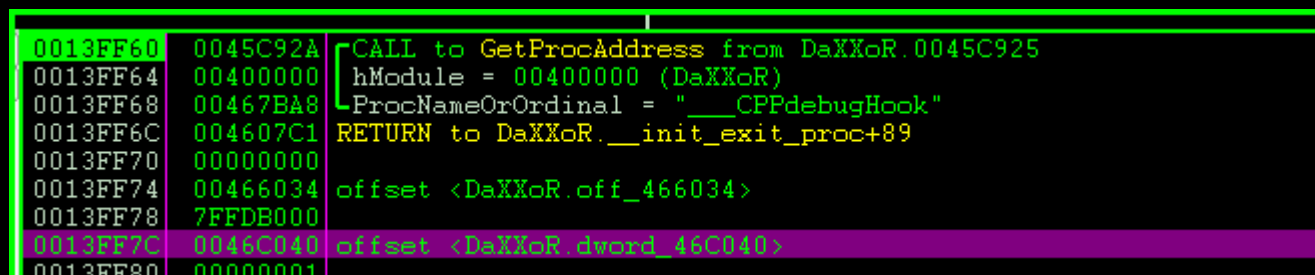 0013FF60 0045C92A CALL to GetProcAddress from DaXXoR.0045C925
0013FF64 00400000 hModule = 00400000 (DaXXoR)
0013FF68 00467BA8 ProcNameOrOrdinal = "___CPPdebugHook"
0013FF6C 004607C1 RETURN to DaXXoR.__init_exit_proc+89
0013FF70 00000000
0013FF74 00466034 offset <DaXXoR.off_466034>
0013FF78 7FFDB000
0013FF7C 0046C040 offset <DaXXoR.dword_46C040>
0013FF80 00000001